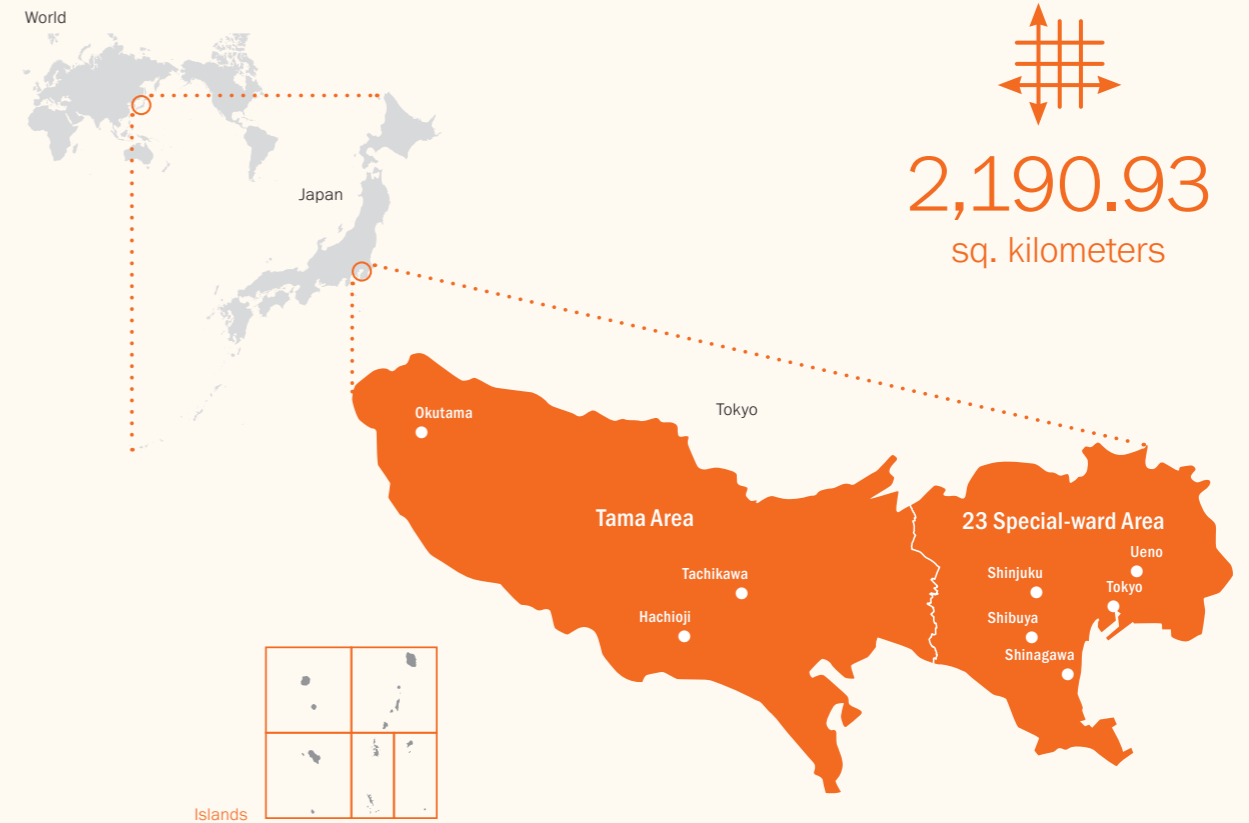 World
2,190.93
sq. kilometers
Japan
Tokyo
Okutama
Tama Area
23 Special-ward Area
Ueno
Shinjuku
Tachikawa
Tokyo
Hachioji
Shibuya
Shinagawa
Islands